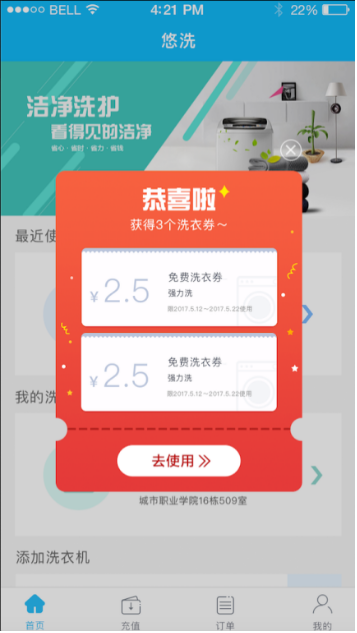 BELL 4:21 PM 22%
悠洗
洁净洗护
看得见的洁净
省心·省时·省力·省钱
最近使
恭喜啦
获得3个洗衣券～
¥2.5
免费洗衣券
强力洗
限2017.5.12～2017.5.22使用
¥2.5
免费洗衣券
强力洗
限2017.5.12～2017.5.22使用
我的洗
去使用
城市职业学院16栋509室
添加洗衣机
首页 充值 订单 我的